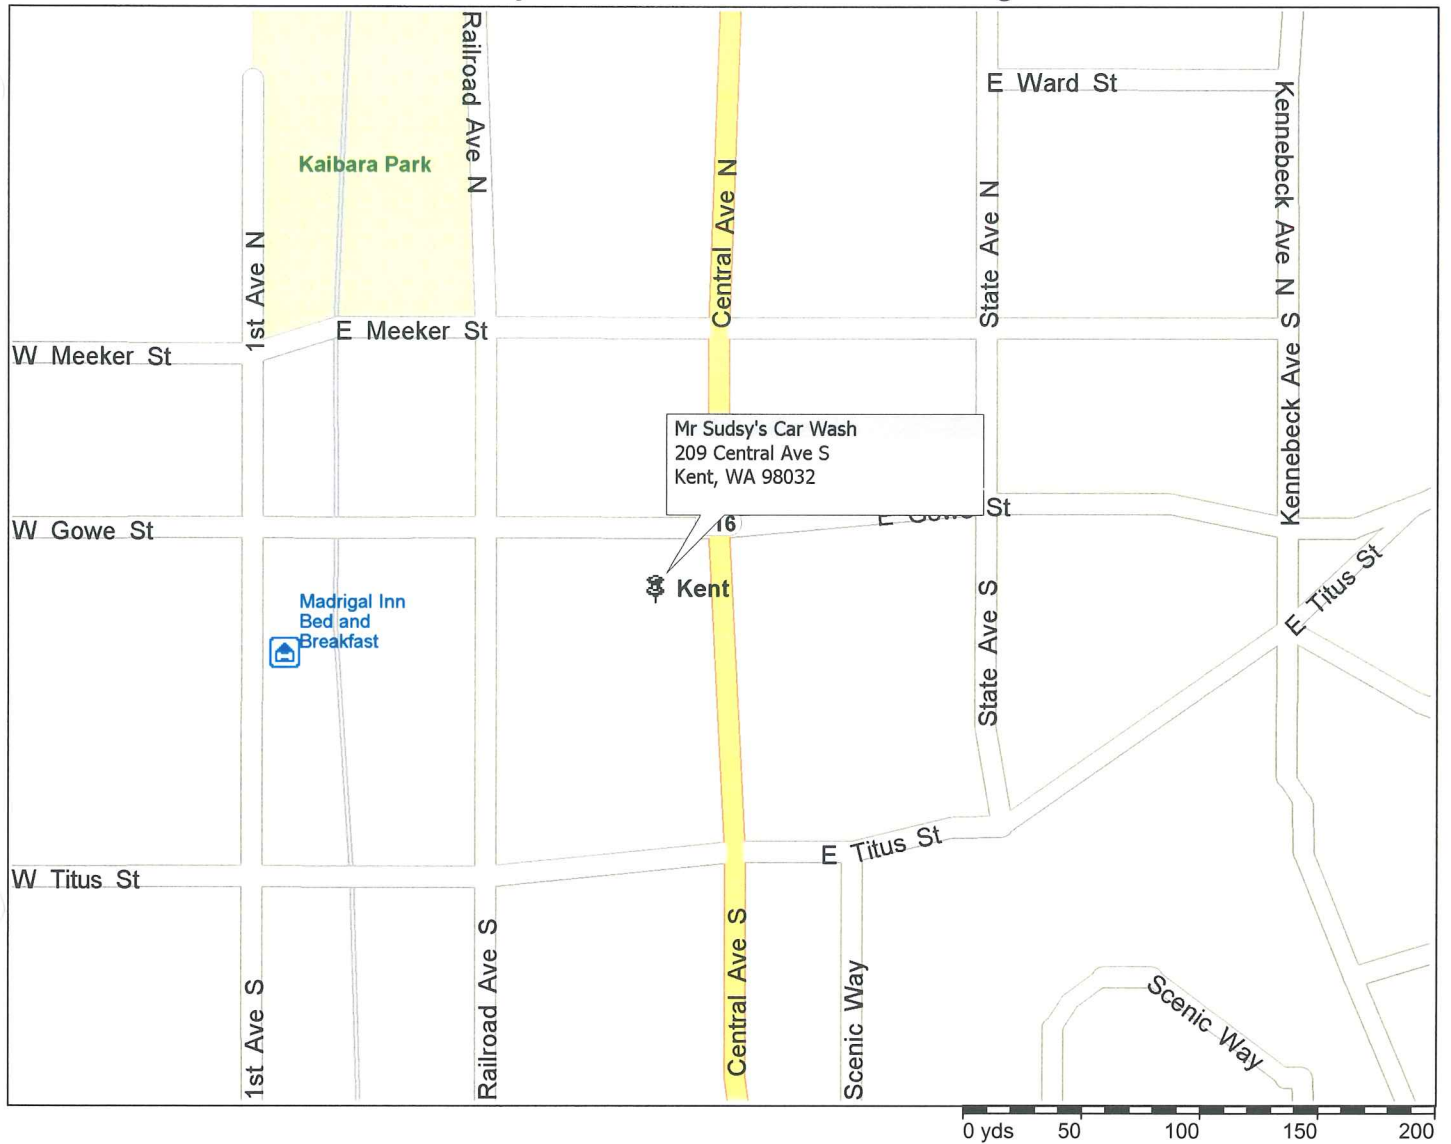 Railroad Ave N
E Ward St
Kennebeck Ave N
Kaibara Park
Central Ave N
State Ave N
1st Ave N
E Meeker St
W Meeker St
Kennebeck Ave S
Mr Sudsy's Car Wash
209 Central Ave S
Kent, WA 98032
E Gowe St
W Gowe St
16
Kent
E Titus St
Madrigal Inn
Bed and
Breakfast
State Ave S
E Titus St
W Titus St
1st Ave S
Railroad Ave S
Central Ave S
Scenic Way
Scenic Way
0 yds 50 100 150 200